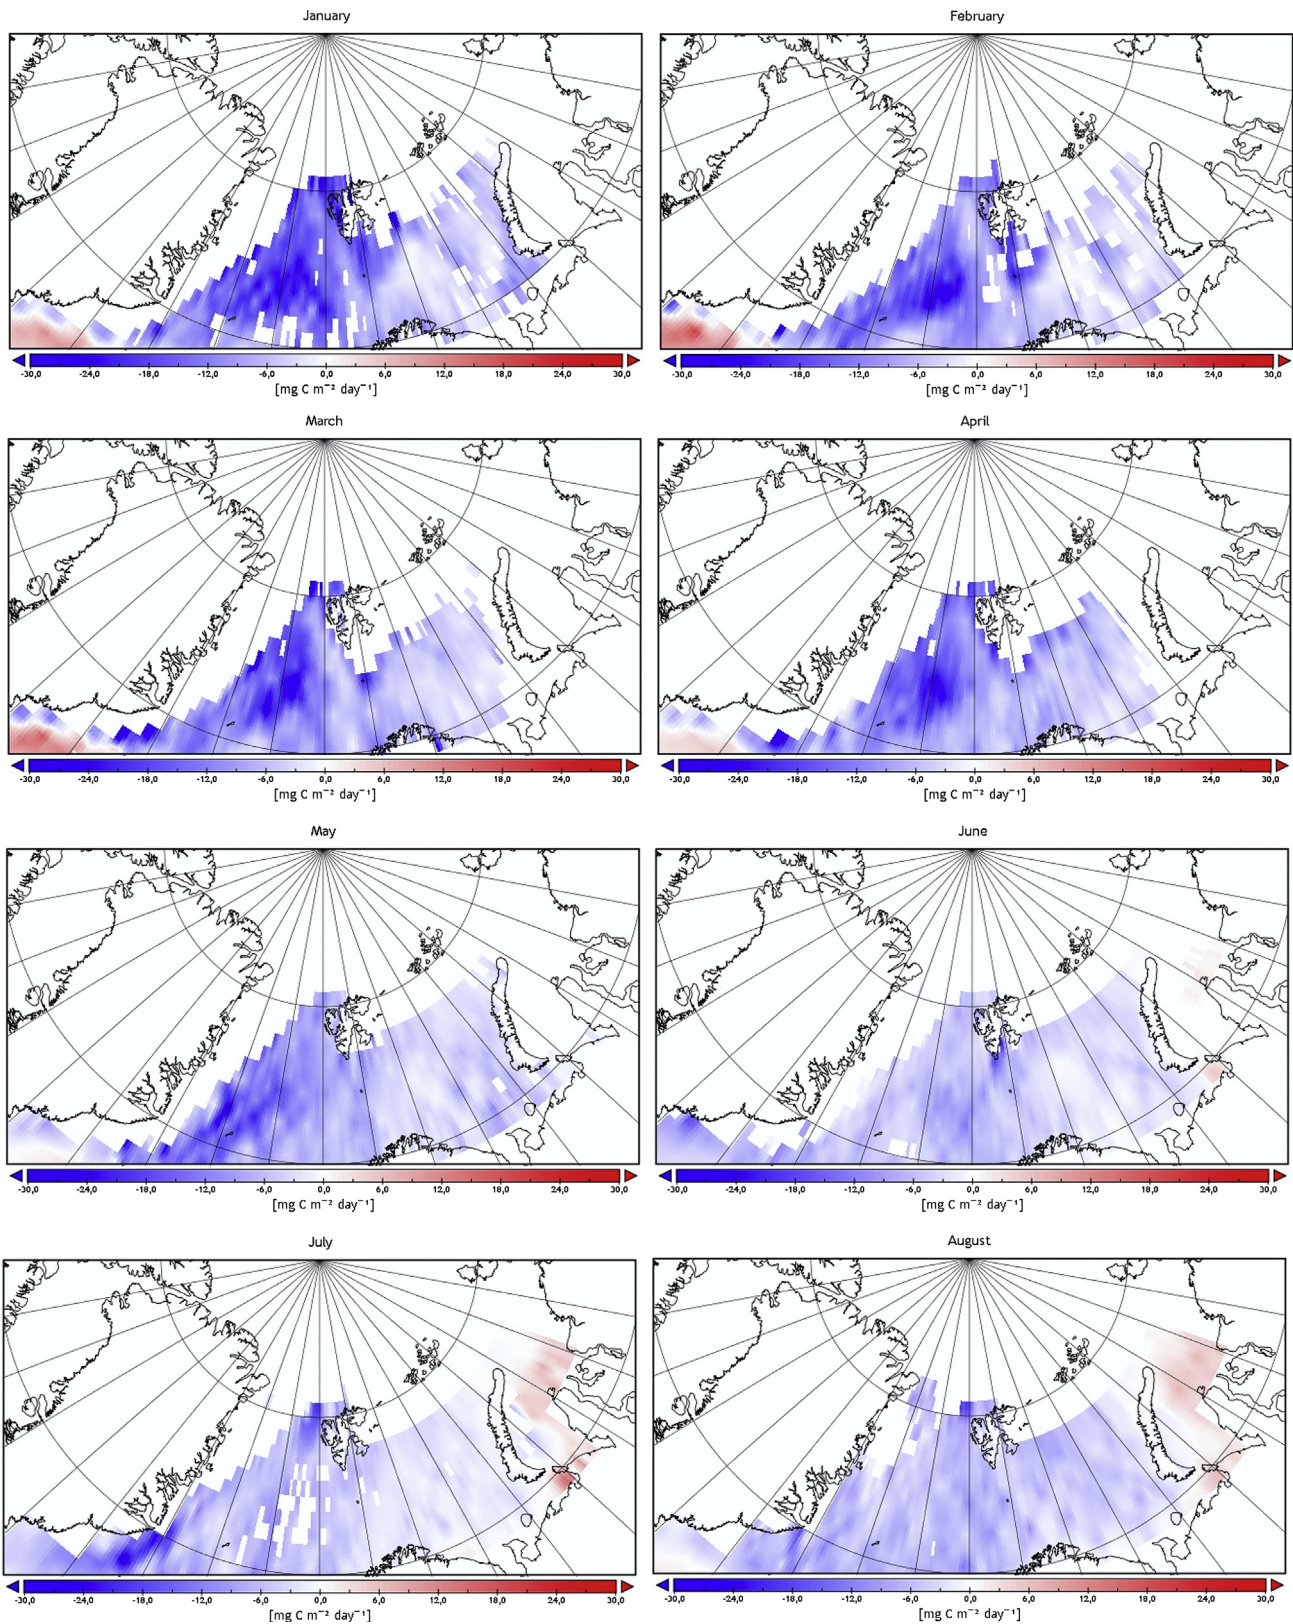 January
February
-30,0 -24,0 -18,0 -12,0 -6,0 0,0 6,0 12,0 18,0 24,0 30,0
-30,0 -24,0 -18,0 -12,0 -6,0 0,0 6,0 12,0 18,0 24,0 30,0
[mg C m⁻² day⁻¹]
[mg C m⁻² day⁻¹]
March
April
-30,0 -24,0 -18,0 -12,0 -6,0 0,0 6,0 12,0 18,0 24,0 30,0
-30,0 -24,0 -18,0 -12,0 -6,0 0,0 6,0 12,0 18,0 24,0 30,0
[mg C m⁻² day⁻¹]
[mg C m⁻² day⁻¹]
May
June
-30,0 -24,0 -18,0 -12,0 -6,0 0,0 6,0 12,0 18,0 24,0 30,0
-30,0 -24,0 -18,0 -12,0 -6,0 0,0 6,0 12,0 18,0 24,0 30,0
[mg C m⁻² day⁻¹]
[mg C m⁻² day⁻¹]
July
August
-30,0 -24,0 -18,0 -12,0 -6,0 0,0 6,0 12,0 18,0 24,0 30,0
-30,0 -24,0 -18,0 -12,0 -6,0 0,0 6,0 12,0 18,0 24,0 30,0
[mg C m⁻² day⁻¹]
[mg C m⁻² day⁻¹]